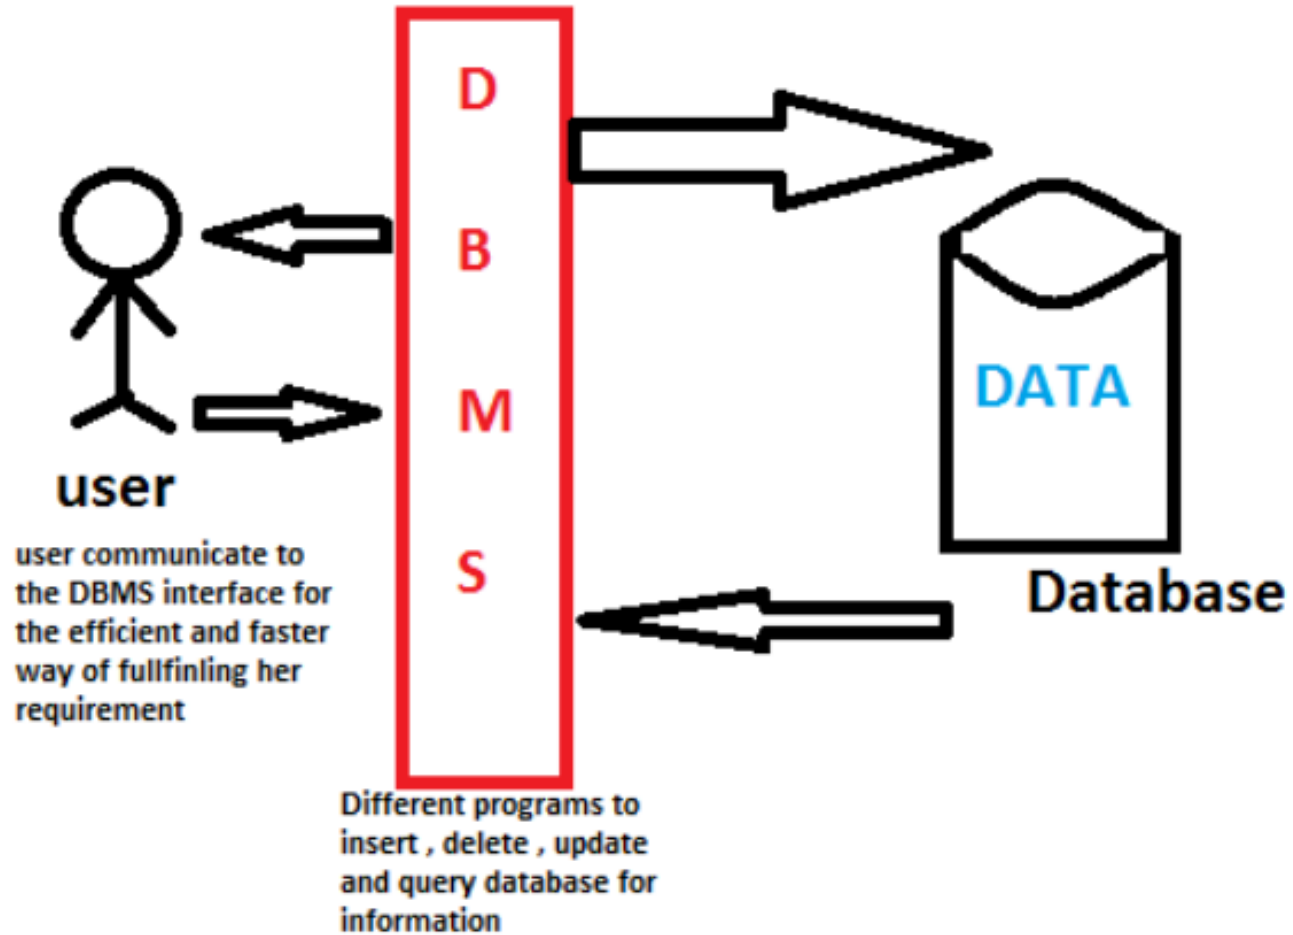 D
B
M
S
DATA
user
Database
user communicate to
the DBMS interface for
the efficient and faster
way of fullfinling her
requirement
Different programs to
insert , delete , update
and query database for
information